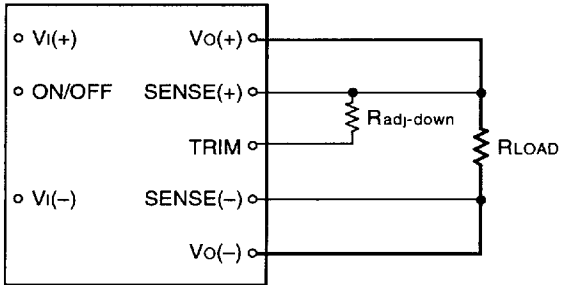 VI(+) VO(+)
ON/OFF SENSE(+)
Radj-down
TRIM
RLOAD
VI(–) SENSE(–)
VO(–)